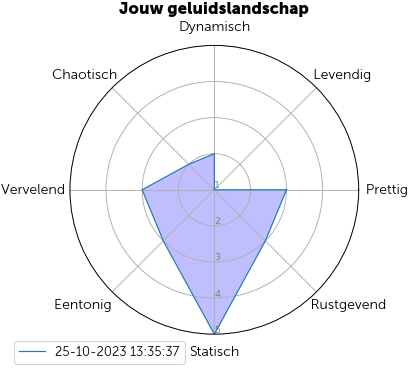 Jouw geluidslandschap
Dynamisch
Chaotisch
Levendig
Vervelend
1
Prettig
2
3
4
5
Eentonig
Rustgevend
25-10-2023 13:35:37
Statisch